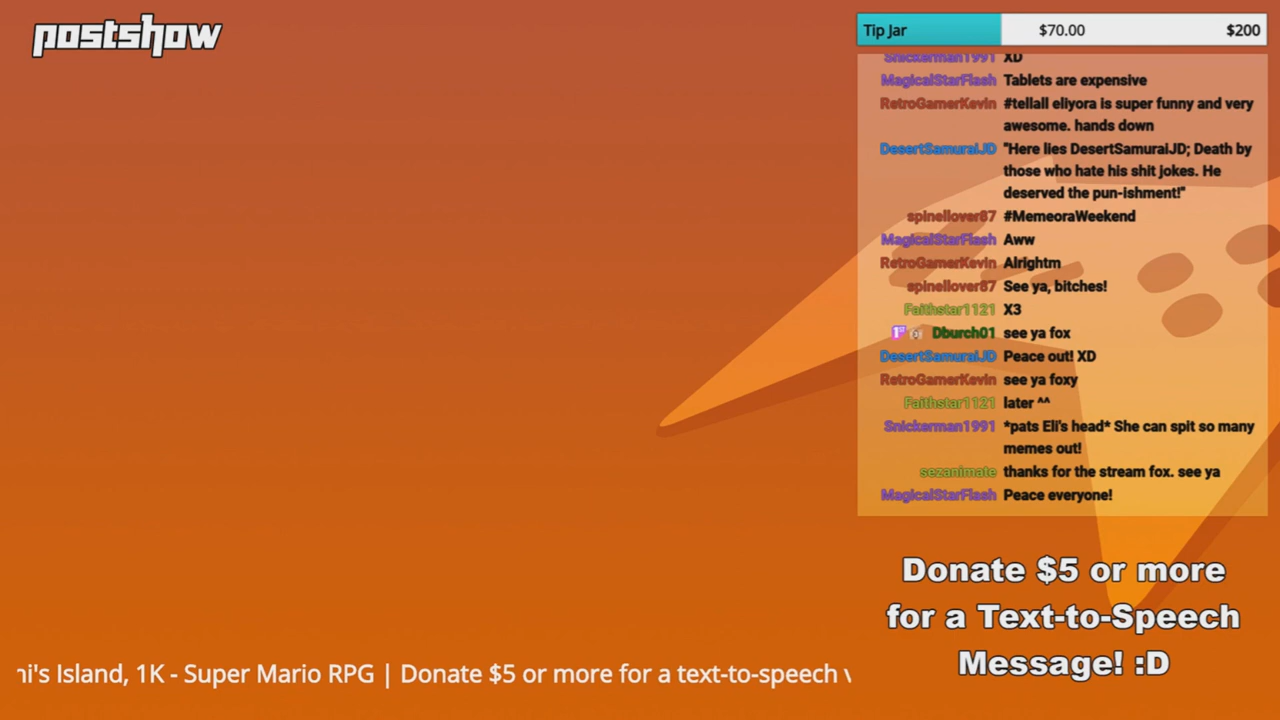 postshow
Tip Jar $70.00 $200
Snickerman1991 XD
MagicalStarFlash Tablets are expensive
RetroGamerKevin #tellall eliyora is super funny and very
awesome. hands down
DesertSamuraiJD "Here lies DesertSamuraiJD; Death by
those who hate his shit jokes. He
deserved the pun-ishment!"
spinellover87 #MemeoraWeekend
MagicalStarFlash Aww
RetroGamerKevin Alrightm
spinellover87 See ya, bitches!
Faithstar1121 X3
Dburch01 see ya fox
DesertSamuraiJD Peace out! XD
RetroGamerKevin see ya foxy
Faithstar1121 later ^^
Snickerman1991 *pats Eli's head* She can spit so many
memes out!
sezanimate thanks for the stream fox. see ya
MagicalStarFlash Peace everyone!
Donate $5 or more
for a Text-to-Speech
Message! :D
ni's Island, 1K - Super Mario RPG | Donate $5 or more for a text-to-speech